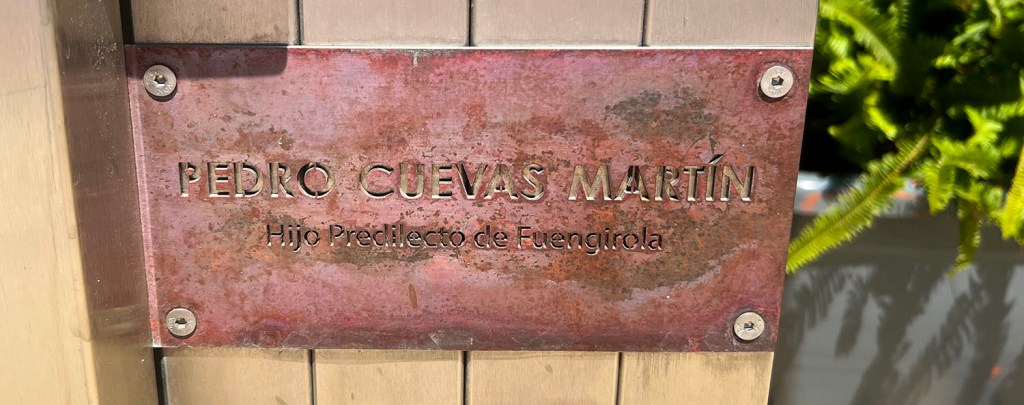 PEDRO CUEVAS MARTÍN
Hijo Predilecto de Fuengirola